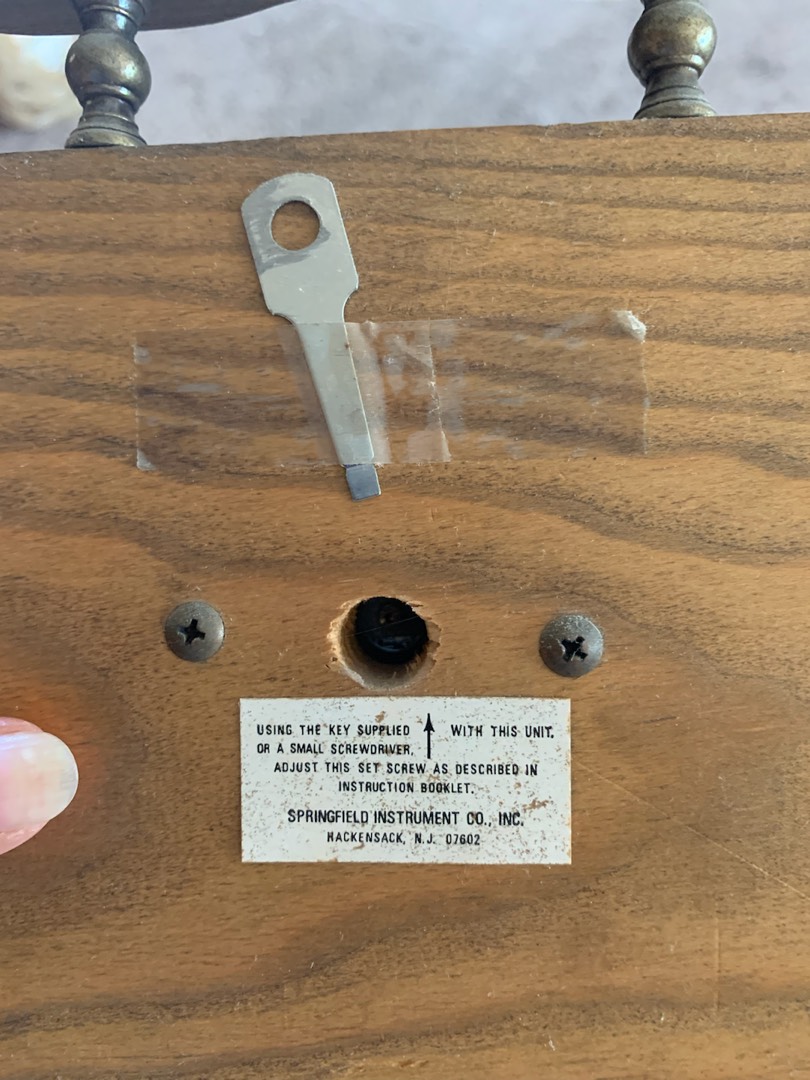 USING THE KEY SUPPLIED ↑ WITH THIS UNIT.
OR A SMALL SCREWDRIVER,
ADJUST THIS SET SCREW AS DESCRIBED IN
INSTRUCTION BOOKLET.
SPRINGFIELD INSTRUMENT CO., INC.
HACKENSACK, N.J. 07602